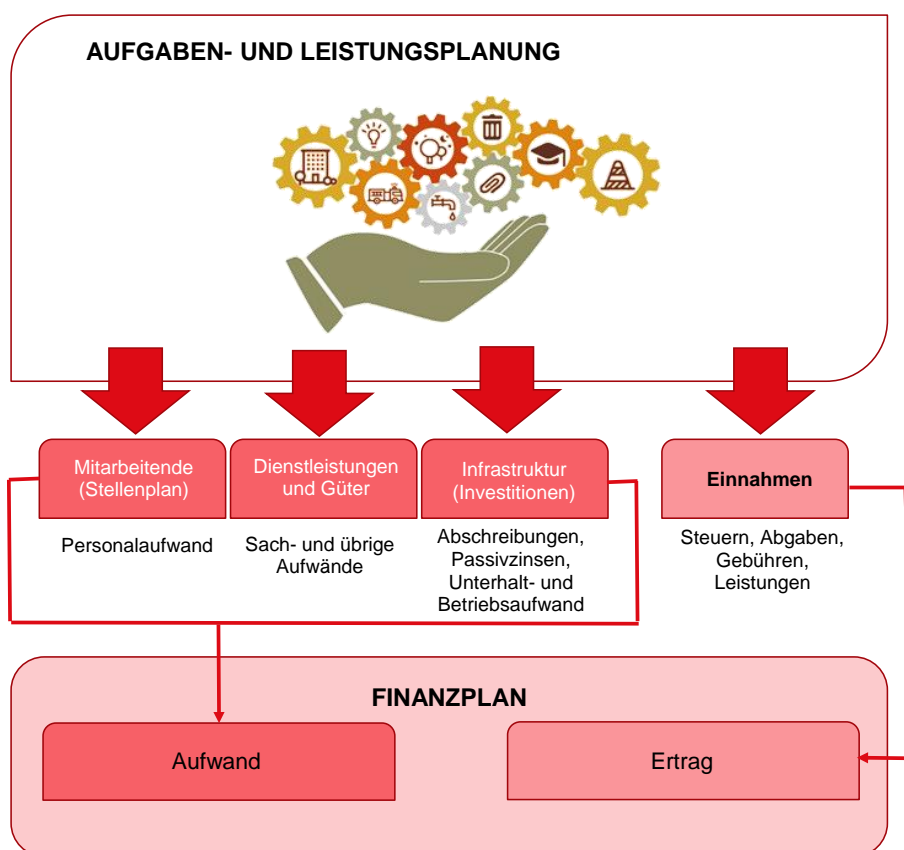 AUFGABEN- UND LEISTUNGSPLANUNG
Mitarbeitende
(Stellenplan)
Personalaufwand
Dienstleistungen
und Güter
Sach- und übrige
Aufwände
Infrastruktur
(Investitionen)
Abschreibungen,
Passivzinsen,
Unterhalt- und
Betriebsaufwand
Einnahmen
Steuern, Abgaben,
Gebühren,
Leistungen
FINANZPLAN
Aufwand
Ertrag